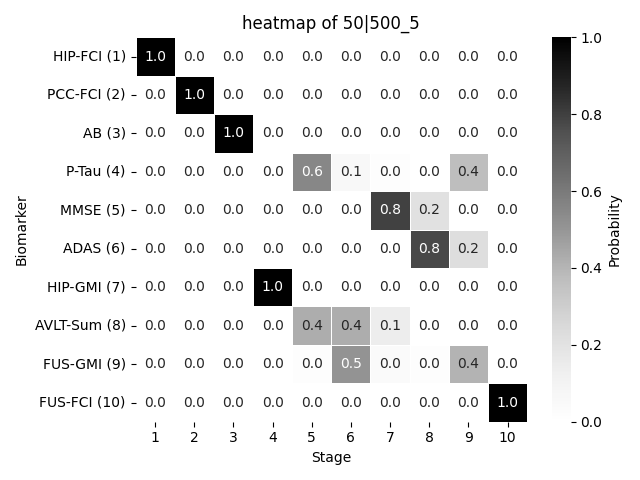 heatmap of 50|500_5
Biomarker
HIP-FCI (1) 1.0 0.0 0.0 0.0 0.0 0.0 0.0 0.0 0.0 0.0
PCC-FCI (2) 0.0 1.0 0.0 0.0 0.0 0.0 0.0 0.0 0.0 0.0
AB (3) 0.0 0.0 1.0 0.0 0.0 0.0 0.0 0.0 0.0 0.0
P-Tau (4) 0.0 0.0 0.0 0.0 0.6 0.1 0.0 0.0 0.4 0.0
MMSE (5) 0.0 0.0 0.0 0.0 0.0 0.0 0.8 0.2 0.0 0.0
ADAS (6) 0.0 0.0 0.0 0.0 0.0 0.0 0.0 0.8 0.2 0.0
HIP-GMI (7) 0.0 0.0 0.0 1.0 0.0 0.0 0.0 0.0 0.0 0.0
AVLT-Sum (8) 0.0 0.0 0.0 0.0 0.4 0.4 0.1 0.0 0.0 0.0
FUS-GMI (9) 0.0 0.0 0.0 0.0 0.0 0.5 0.0 0.0 0.4 0.0
FUS-FCI (10) 0.0 0.0 0.0 0.0 0.0 0.0 0.0 0.0 0.0 1.0
1 2 3 4 5 6 7 8 9 10
Stage
1.0
0.8
0.6
0.4
0.2
0.0
Probability